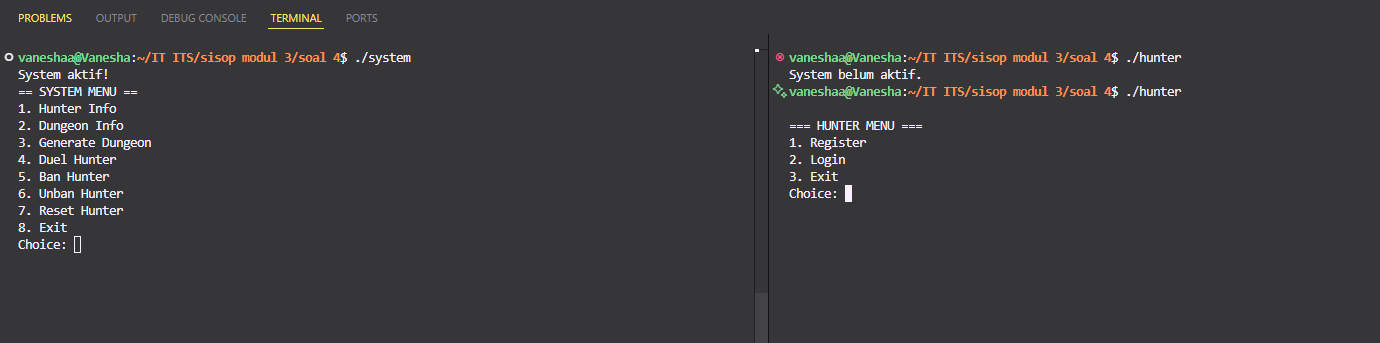 PROBLEMS OUTPUT DEBUG CONSOLE TERMINAL PORTS
vaneshaa@Vanesha:~/IT ITS/sisop modul 3/soal 4$ ./system
System aktif!
== SYSTEM MENU ==
1. Hunter Info
2. Dungeon Info
3. Generate Dungeon
4. Duel Hunter
5. Ban Hunter
6. Unban Hunter
7. Reset Hunter
8. Exit
Choice:
vaneshaa@Vanesha:~/IT ITS/sisop modul 3/soal 4$ ./hunter
System belum aktif.
vaneshaa@Vanesha:~/IT ITS/sisop modul 3/soal 4$ ./hunter
=== HUNTER MENU ===
1. Register
2. Login
3. Exit
Choice: